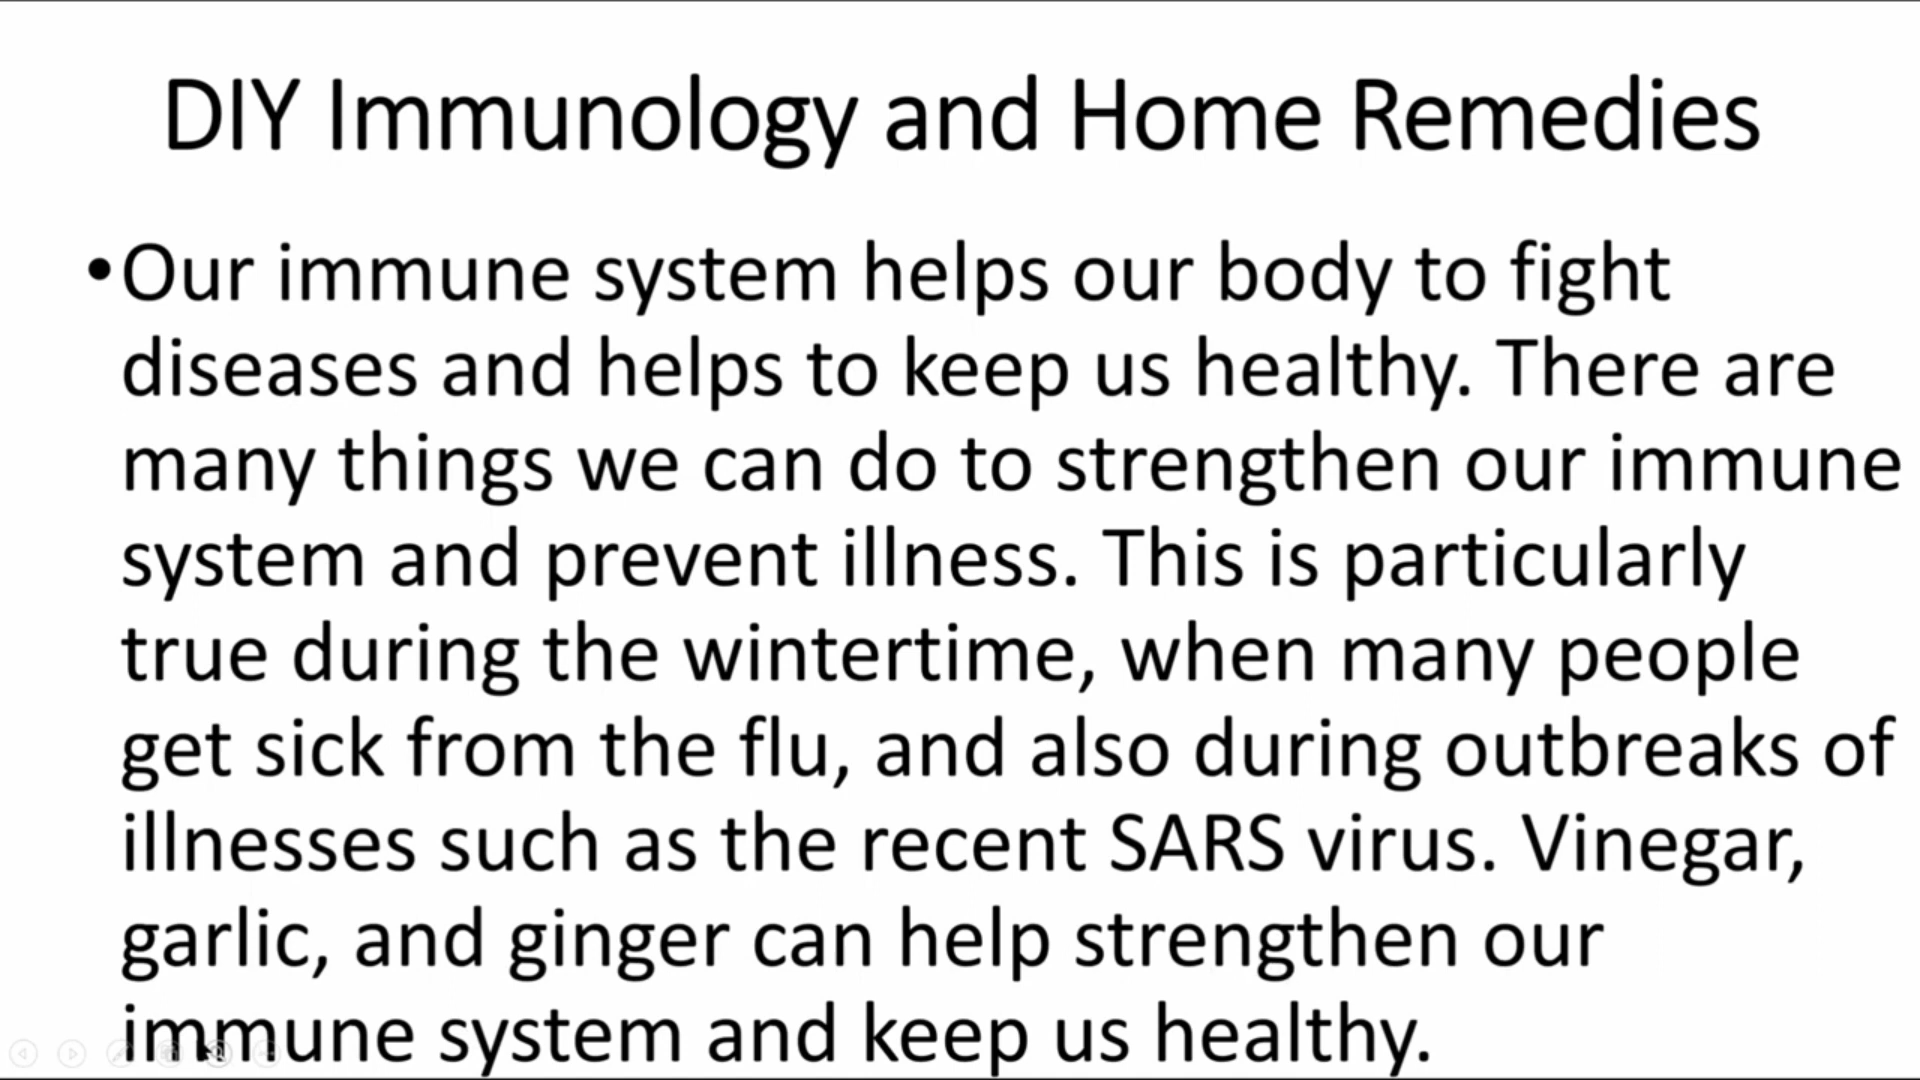 DIY Immunology and Home Remedies
•Our immune system helps our body to fight
diseases and helps to keep us healthy. There are
many things we can do to strengthen our immune
system and prevent illness. This is particularly
true during the wintertime, when many people
get sick from the flu, and also during outbreaks of
illnesses such as the recent SARS virus. Vinegar,
garlic, and ginger can help strengthen our
immune system and keep us healthy.